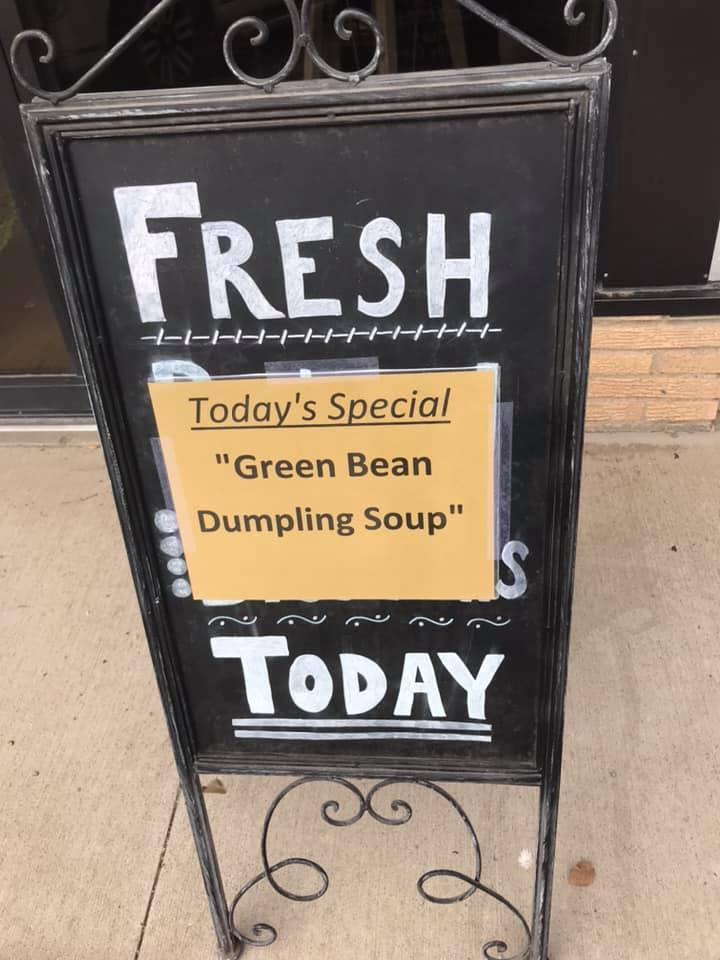 FRESH
Today's Special
"Green Bean
Dumpling Soup"
TODAY